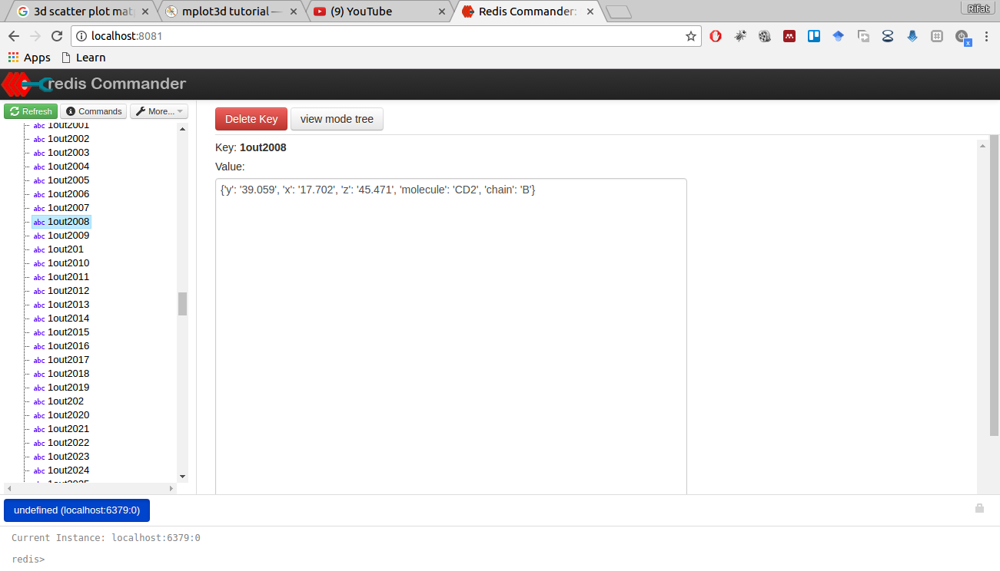 3d scatter plot mat
mplot3d tutorial —
(9) YouTube
Redis Commander:
Rifat
localhost:8081
Apps
Learn
redis Commander
Refresh
Commands
More...
Delete Key
view mode tree
abc 1out2001
abc 1out2002
abc 1out2003
abc 1out2004
abc 1out2005
abc 1out2006
abc 1out2007
abc 1out2008
abc 1out2009
abc 1out201
abc 1out2010
abc 1out2011
abc 1out2012
abc 1out2013
abc 1out2014
abc 1out2015
abc 1out2016
abc 1out2017
abc 1out2018
abc 1out2019
abc 1out202
abc 1out2020
abc 1out2021
abc 1out2022
abc 1out2023
abc 1out2024
Key: 1out2008
Value:
{'y': '39.059', 'x': '17.702', 'z': '45.471', 'molecule': 'CD2', 'chain': 'B'}
undefined (localhost:6379:0)
Current Instance: localhost:6379:0
redis>